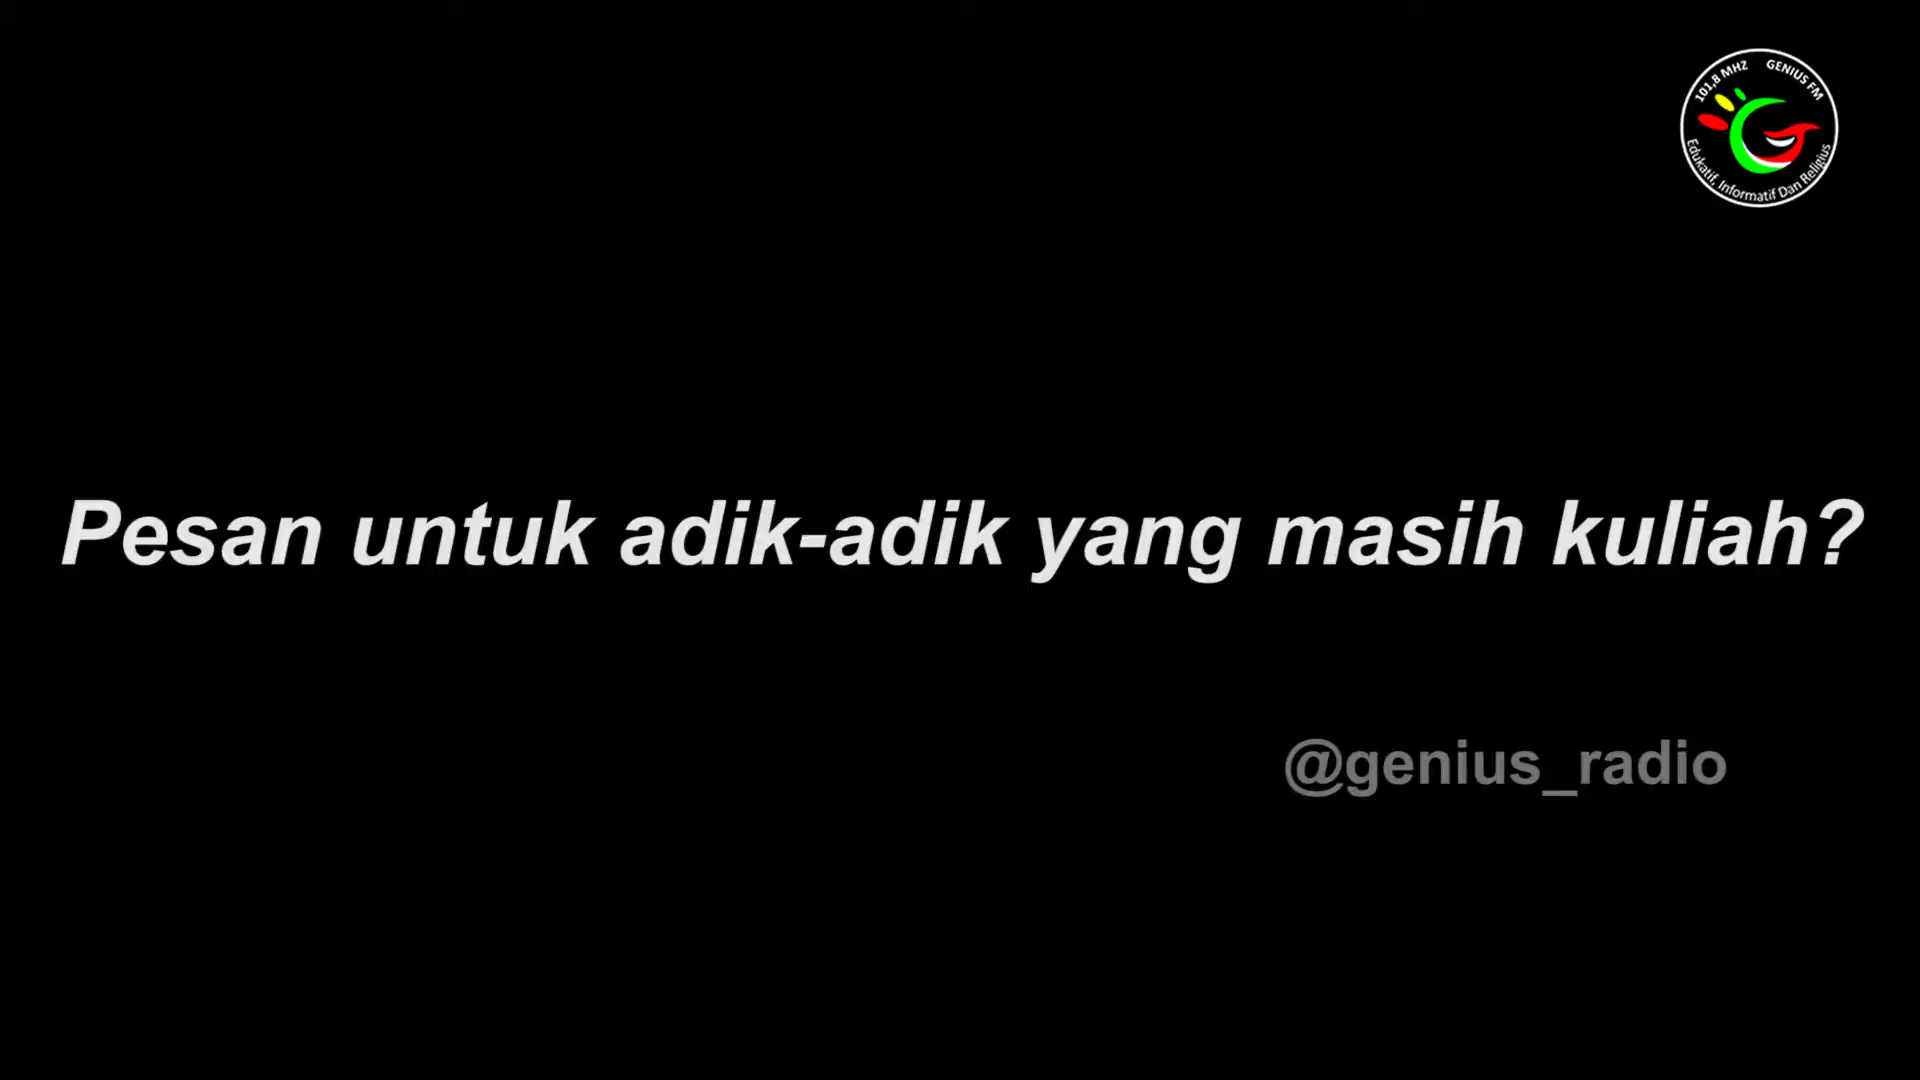 101,8 MHZ GENIUS FM
Edukatif, Informatif Dan Religius
Pesan untuk adik-adik yang masih kuliah?
@genius_radio